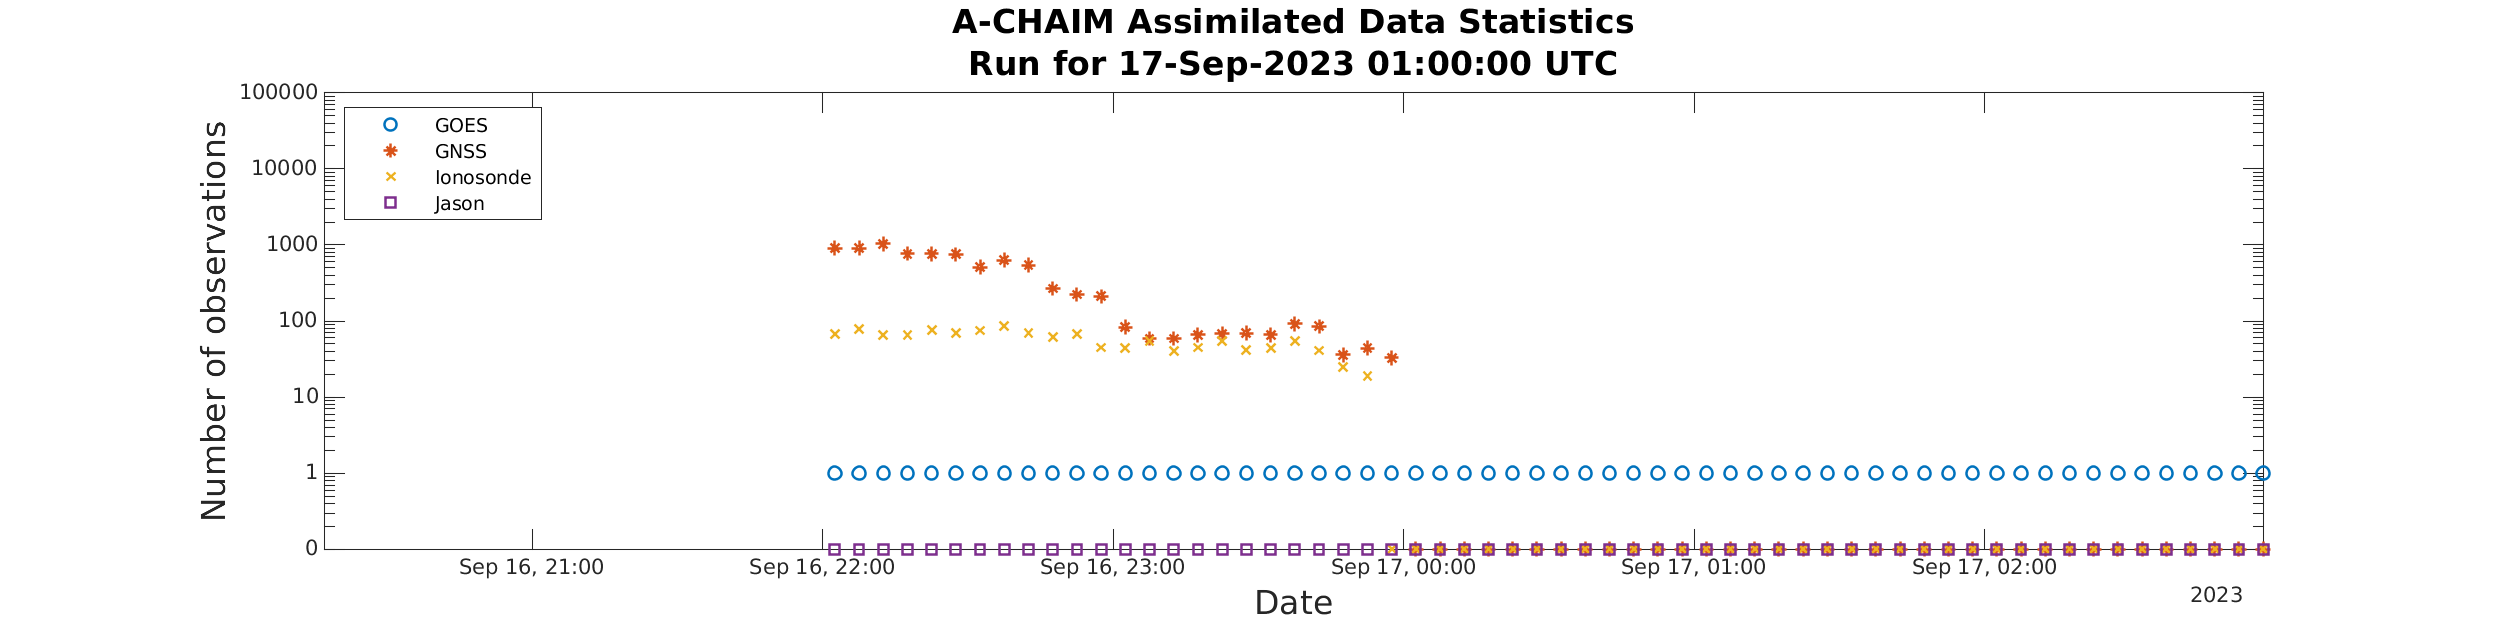 A-CHAIM Assimilated Data Statistics
Run for 17-Sep-2023 01:00:00 UTC
Number of observations
100000
10000
1000
100
10
1
0
GOES
GNSS
Ionosonde
Jason
Sep 16, 21:00
Sep 16, 22:00
Sep 16, 23:00
Sep 17, 00:00
Sep 17, 01:00
Sep 17, 02:00
2023
Date